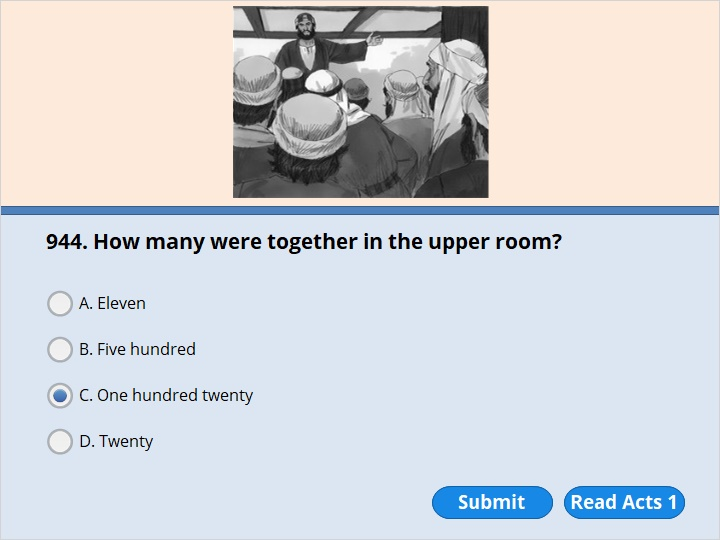 944. How many were together in the upper room?
A. Eleven
B. Five hundred
C. One hundred twenty
D. Twenty
Submit
Read Acts 1